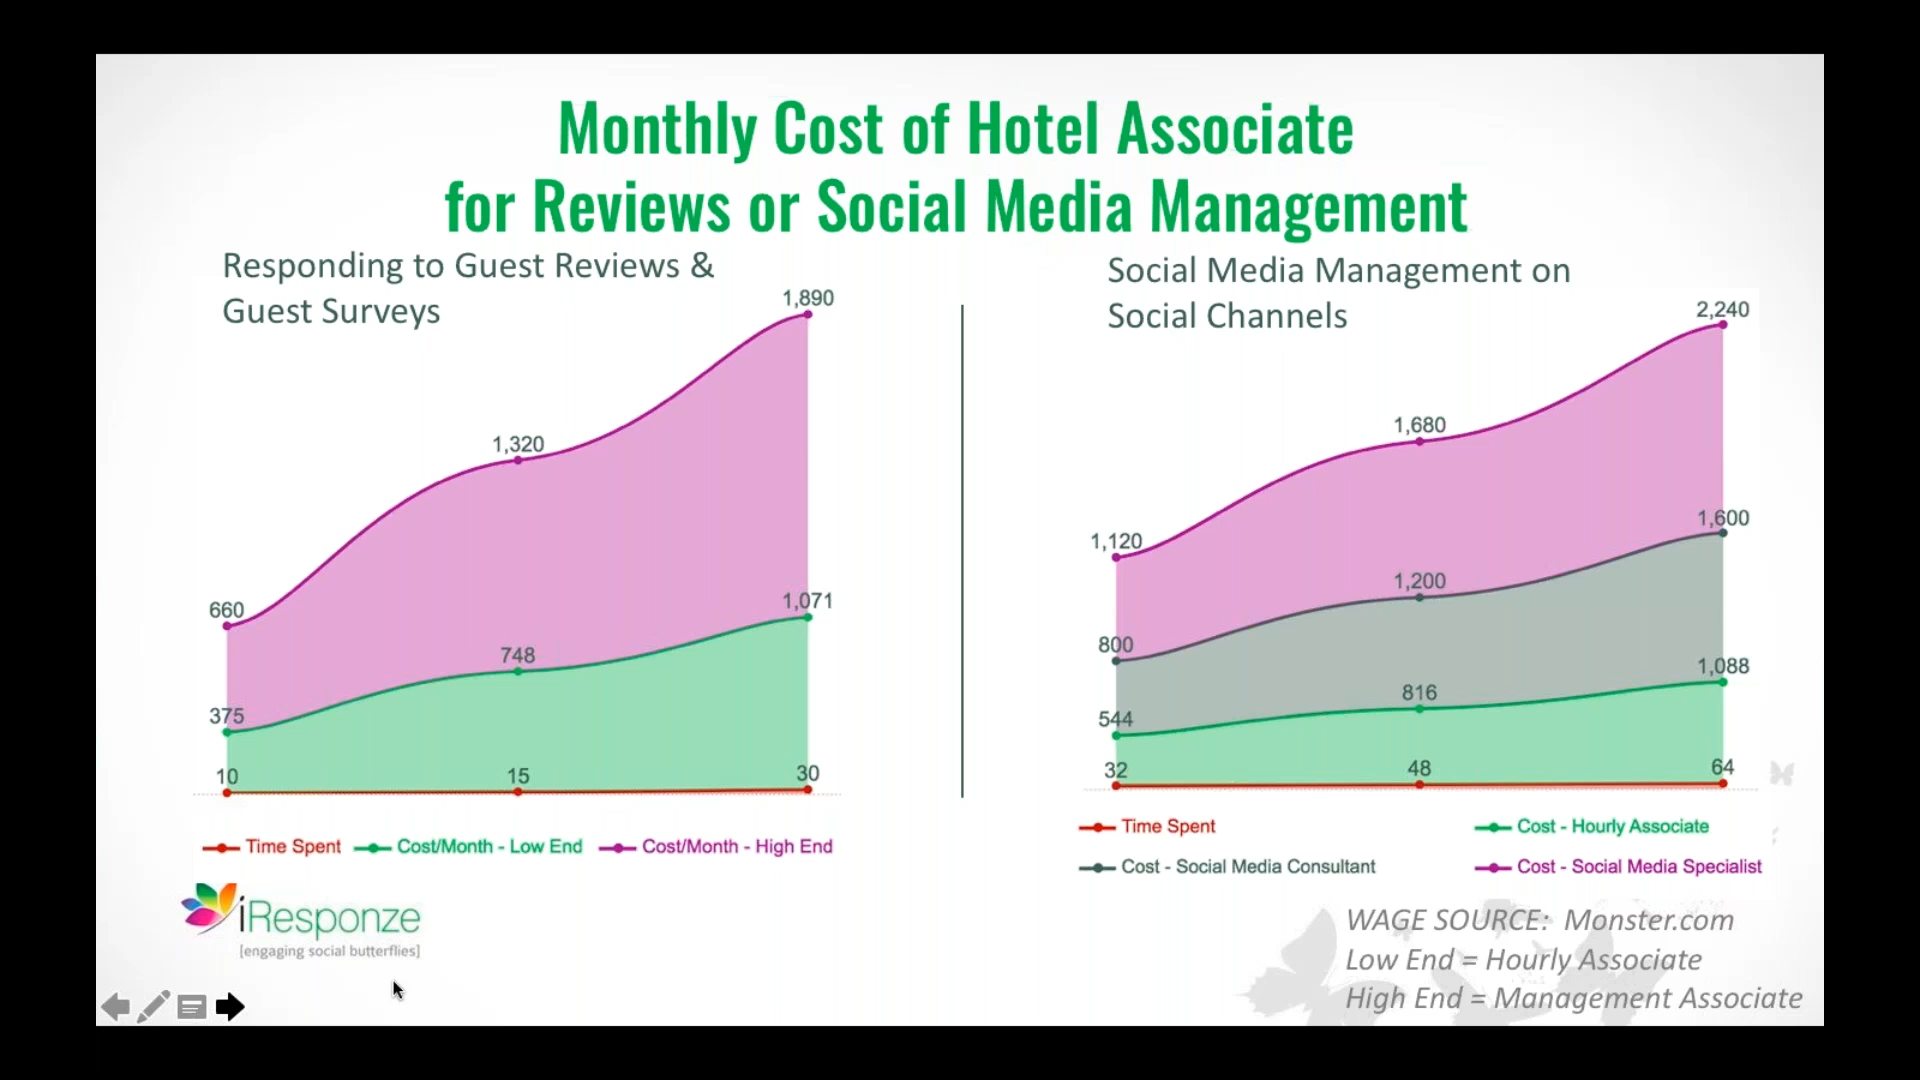 Monthly Cost of Hotel Associate
for Reviews or Social Media Management
Responding to Guest Reviews &
Guest Surveys
1,890
1,320
660
1,071
748
375
10 15 30
Time Spent Cost/Month - Low End Cost/Month - High End
Social Media Management on
Social Channels
2,240
1,680
1,120
1,600
1,200
800
1,088
816
544
32 48 64
Time Spent Cost - Hourly Associate
Cost - Social Media Consultant Cost - Social Media Specialist
iResponze
[engaging social butterflies]
WAGE SOURCE: Monster.com
Low End = Hourly Associate
High End = Management Associate